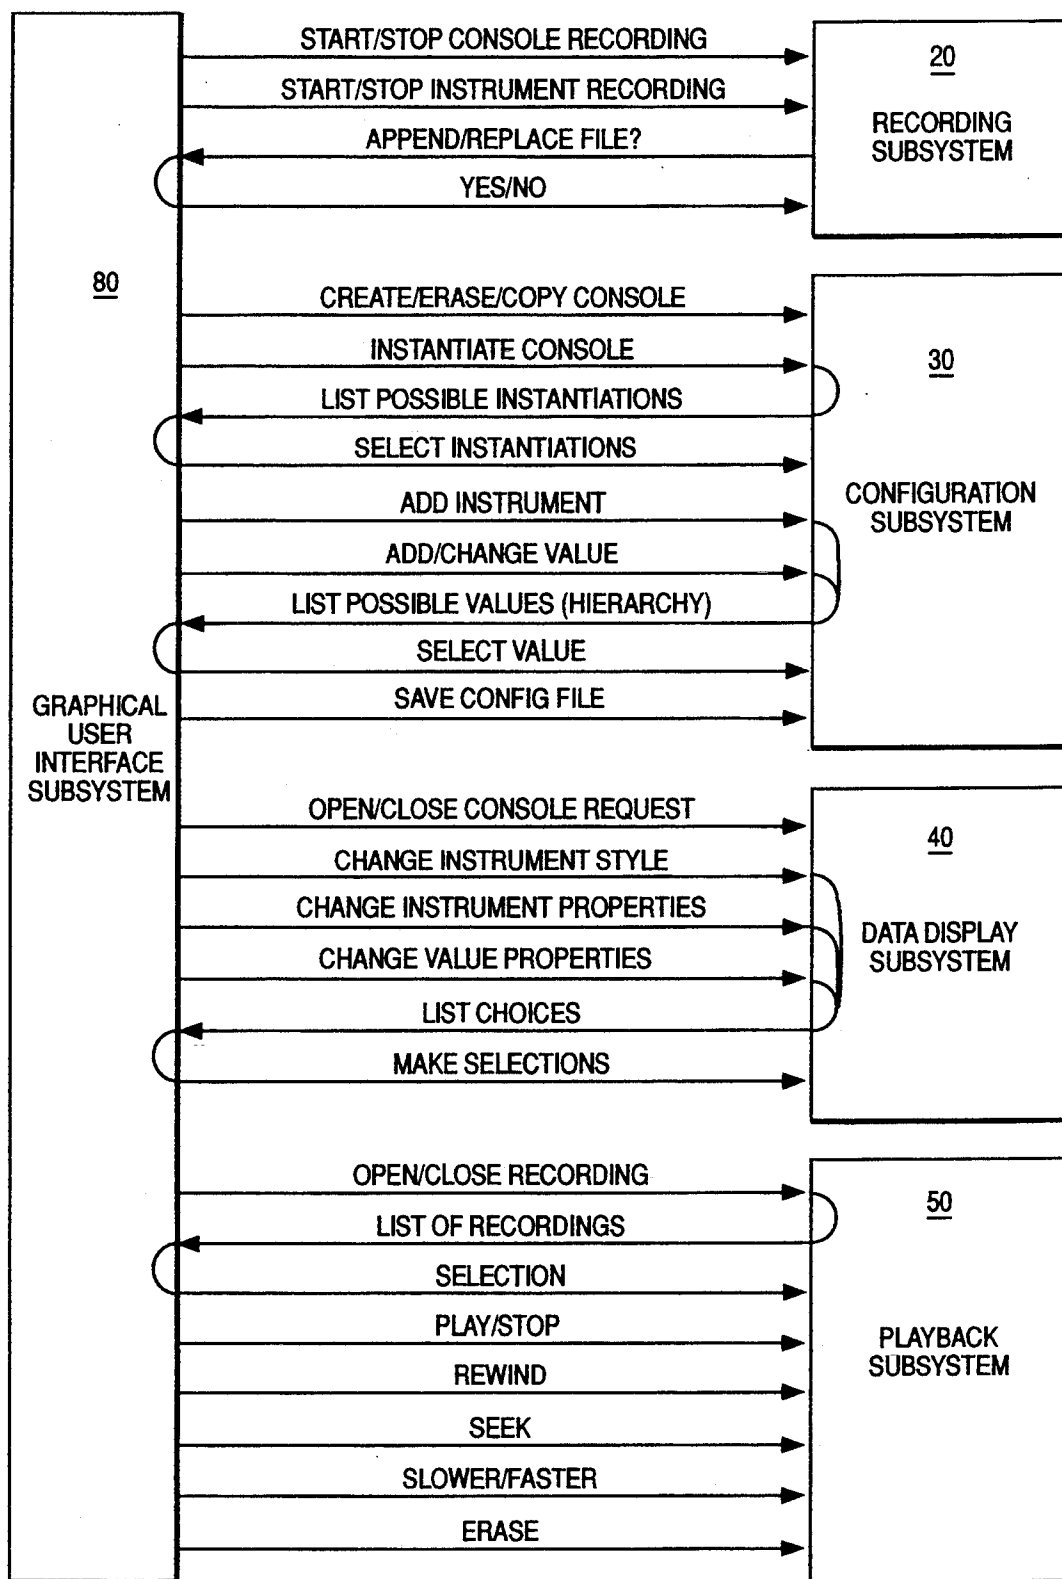 START/STOP CONSOLE RECORDING
START/STOP INSTRUMENT RECORDING
APPEND/REPLACE FILE?
YES/NO
20
RECORDING
SUBSYSTEM
80
GRAPHICAL
USER
INTERFACE
SUBSYSTEM
CREATE/ERASE/COPY CONSOLE
INSTANTIATE CONSOLE
LIST POSSIBLE INSTANTIATIONS
SELECT INSTANTIATIONS
ADD INSTRUMENT
ADD/CHANGE VALUE
LIST POSSIBLE VALUES (HIERARCHY)
SELECT VALUE
SAVE CONFIG FILE
30
CONFIGURATION
SUBSYSTEM
OPEN/CLOSE CONSOLE REQUEST
CHANGE INSTRUMENT STYLE
CHANGE INSTRUMENT PROPERTIES
CHANGE VALUE PROPERTIES
LIST CHOICES
MAKE SELECTIONS
40
DATA DISPLAY
SUBSYSTEM
OPEN/CLOSE RECORDING
LIST OF RECORDINGS
SELECTION
PLAY/STOP
REWIND
SEEK
SLOWER/FASTER
ERASE
50
PLAYBACK
SUBSYSTEM